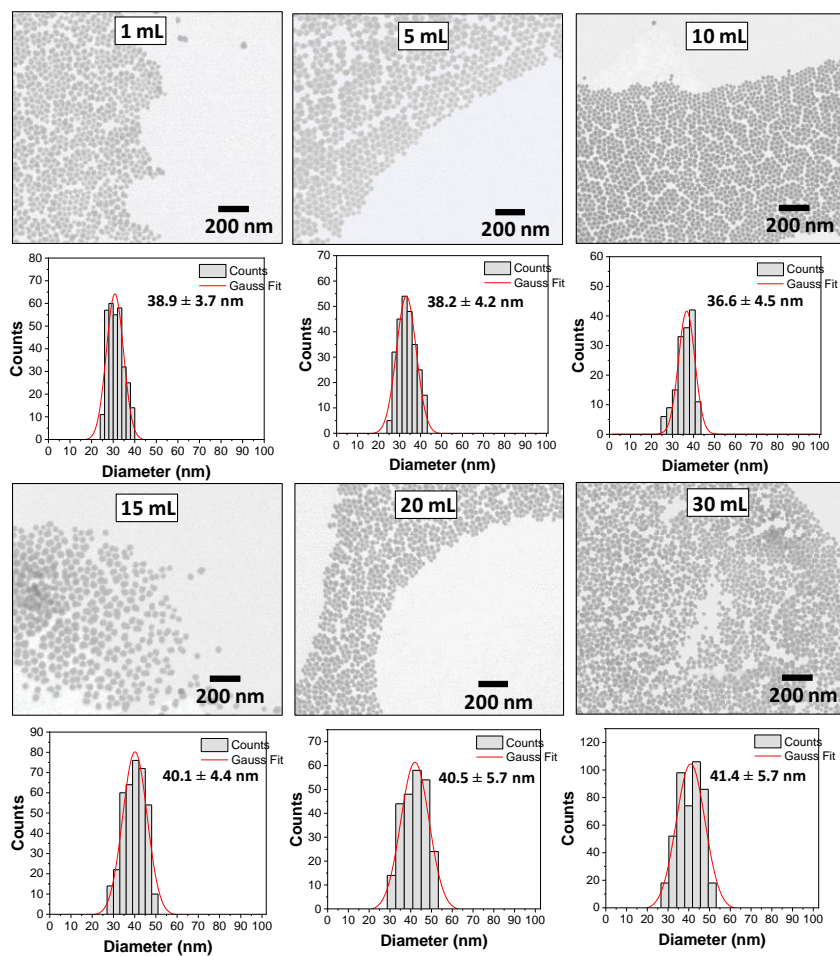 1 mL
5 mL
10 mL
200 nm
200 nm
200 nm
80
70
60
50
40
30
20
10
0
Counts
Counts
Gauss Fit
38.9 ± 3.7 nm
0 10 20 30 40 50 60 70 80 90 100
Diameter (nm)
70
60
50
40
30
20
10
0
Counts
Counts
Gauss Fit
38.2 ± 4.2 nm
0 10 20 30 40 50 60 70 80 90 100
Diameter (nm)
60
50
40
30
20
10
0
Counts
Counts
Gauss Fit
36.6 ± 4.5 nm
0 10 20 30 40 50 60 70 80 90 100
Diameter (nm)
15 mL
20 mL
30 mL
200 nm
200 nm
200 nm
90
80
70
60
50
40
30
20
10
0
Counts
Counts
Gauss Fit
40.1 ± 4.4 nm
0 10 20 30 40 50 60 70 80 90 100
Diameter (nm)
70
60
50
40
30
20
10
0
Counts
Counts
Gauss Fit
40.5 ± 5.7 nm
0 10 20 30 40 50 60 70 80 90 100
Diameter (nm)
120
100
80
60
40
20
0
Counts
Counts
Gauss Fit
41.4 ± 5.7 nm
0 10 20 30 40 50 60 70 80 90 100
Diameter (nm)